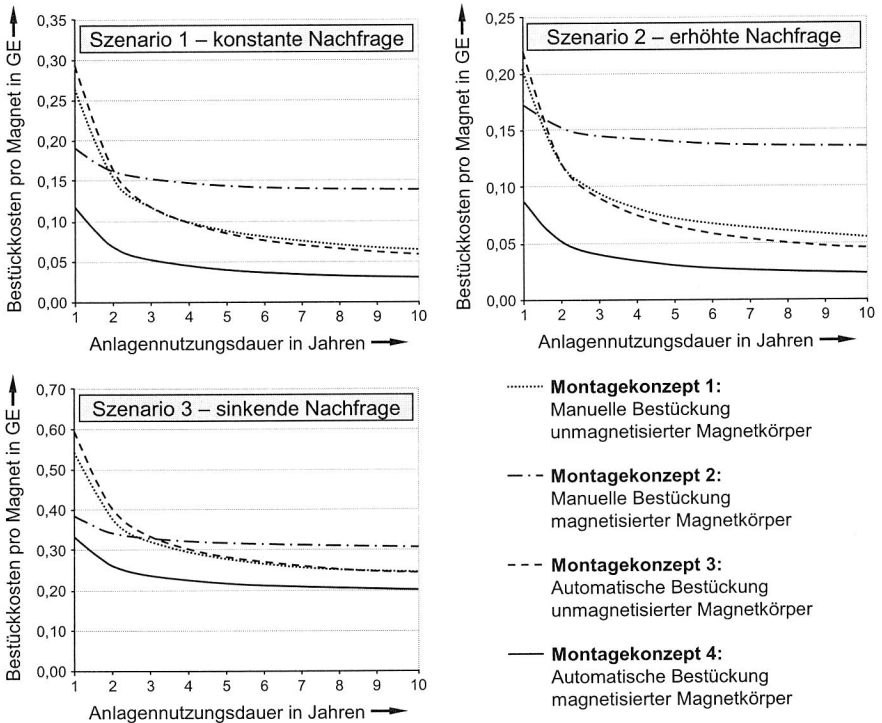 Bestückkosten pro Magnet in GE
Szenario 1 – konstante Nachfrage
0,35
0,30
0,25
0,20
0,15
0,10
0,05
0,00
1 2 3 4 5 6 7 8 9 10
Anlagennutzungsdauer in Jahren
Bestückkosten pro Magnet in GE
Szenario 2 – erhöhte Nachfrage
0,25
0,20
0,15
0,10
0,05
0,00
1 2 3 4 5 6 7 8 9 10
Anlagennutzungsdauer in Jahren
Bestückkosten pro Magnet in GE
Szenario 3 – sinkende Nachfrage
0,70
0,60
0,50
0,40
0,30
0,20
0,10
0,00
1 2 3 4 5 6 7 8 9 10
Anlagennutzungsdauer in Jahren
Montagekonzept 1:
Manuelle Bestückung
unmagnetisierter Magnetkörper
Montagekonzept 2:
Manuelle Bestückung
magnetisierter Magnetkörper
Montagekonzept 3:
Automatische Bestückung
unmagnetisierter Magnetkörper
Montagekonzept 4:
Automatische Bestückung
magnetisierter Magnetkörper